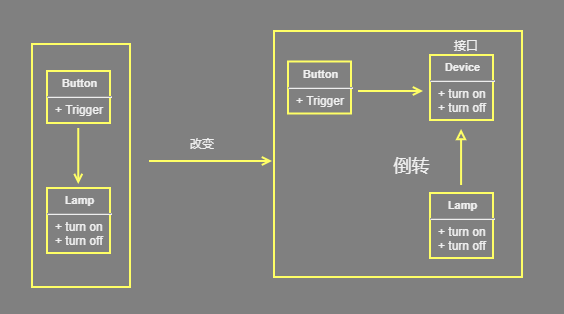 Button
+ Trigger
Lamp
+ turn on
+ turn off
改变
接口
Button
+ Trigger
Device
+ turn on
+ turn off
倒转
Lamp
+ turn on
+ turn off